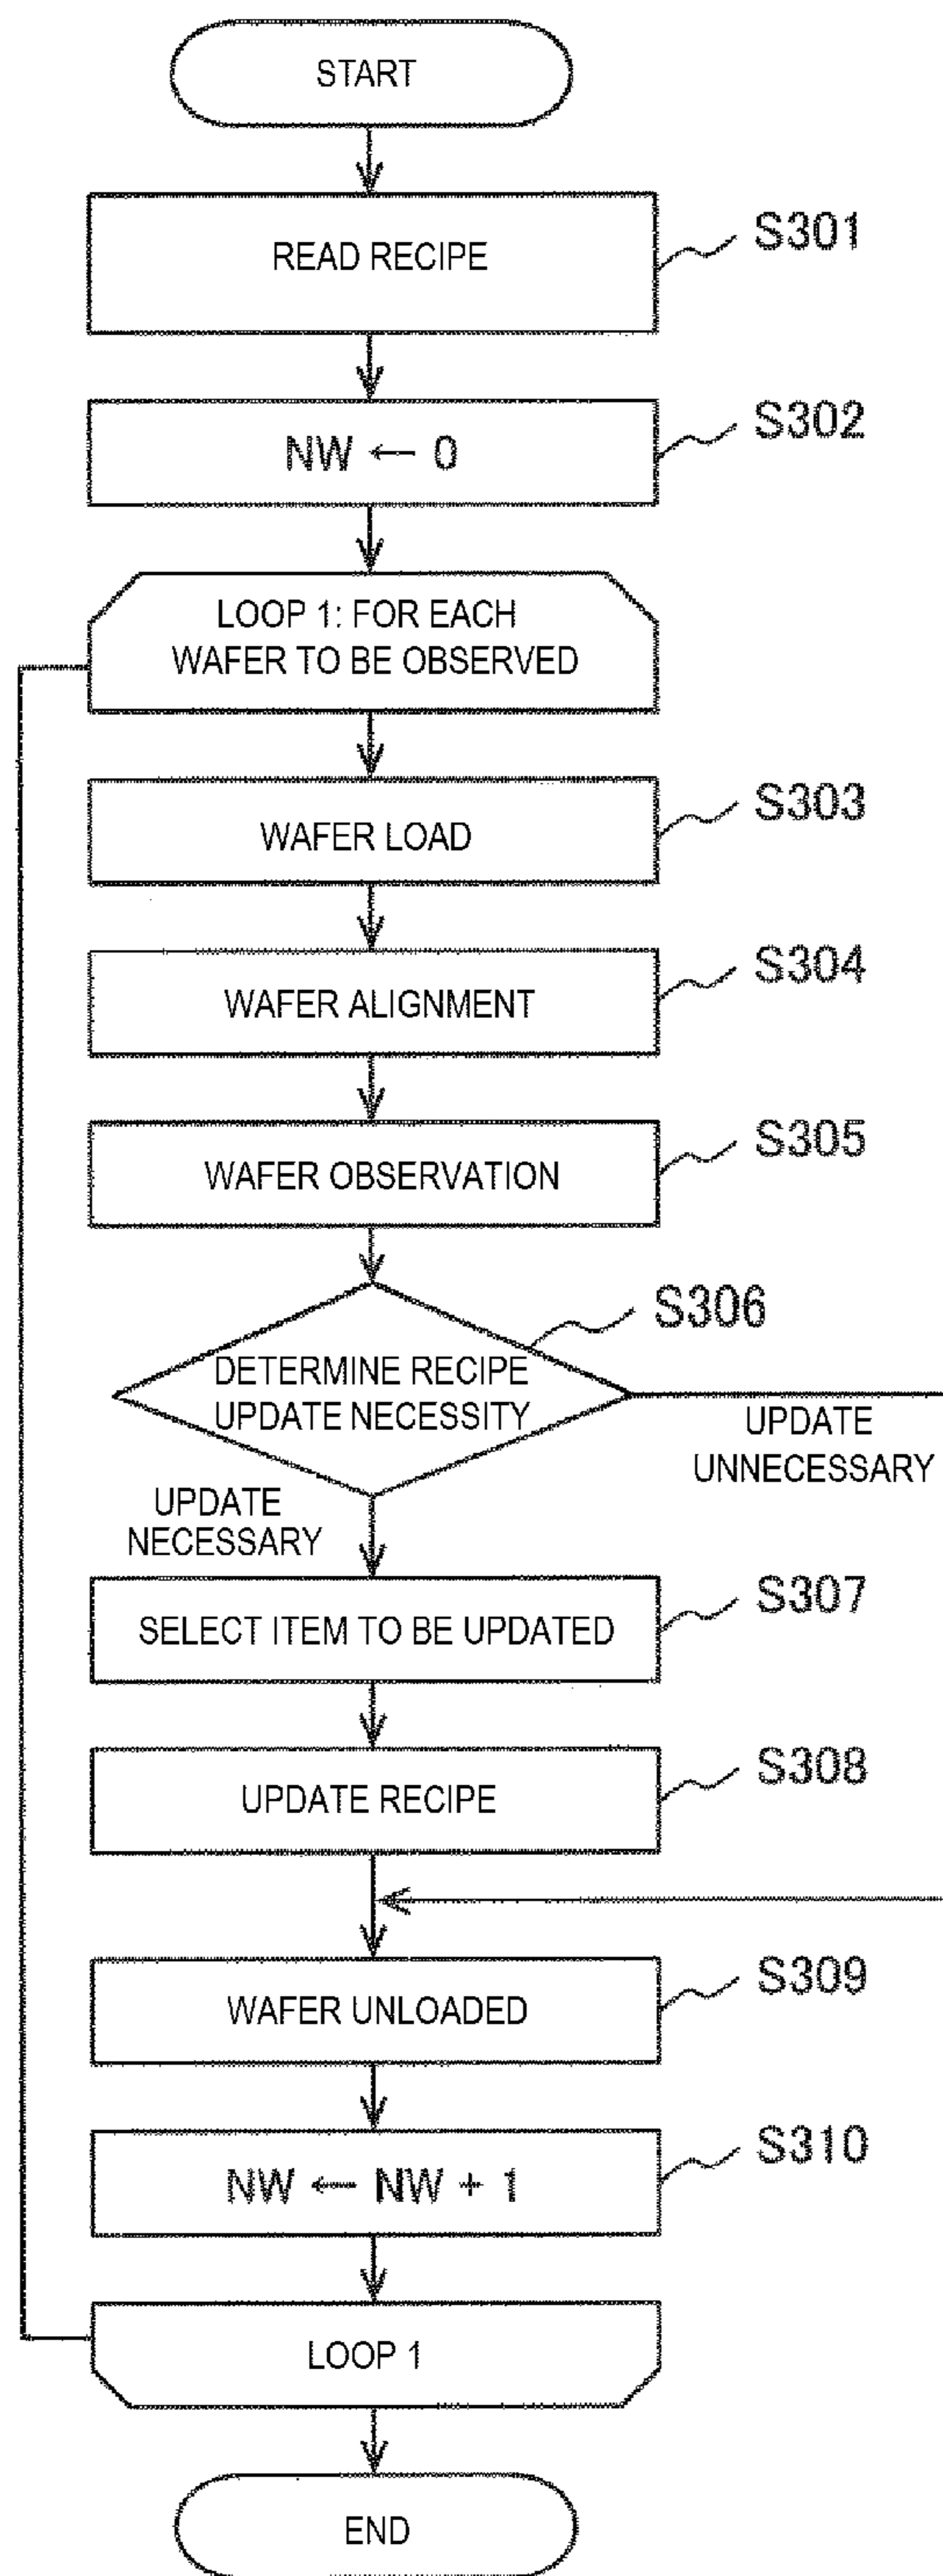 START
READ RECIPE
S301
NW ← 0
S302
LOOP 1: FOR EACH
WAFER TO BE OBSERVED
WAFER LOAD
S303
WAFER ALIGNMENT
S304
WAFER OBSERVATION
S305
DETERMINE RECIPE
UPDATE NECESSITY
S306
UPDATE
UNNECESSARY
UPDATE
NECESSARY
SELECT ITEM TO BE UPDATED
S307
UPDATE RECIPE
S308
WAFER UNLOADED
S309
NW ← NW + 1
S310
LOOP 1
END